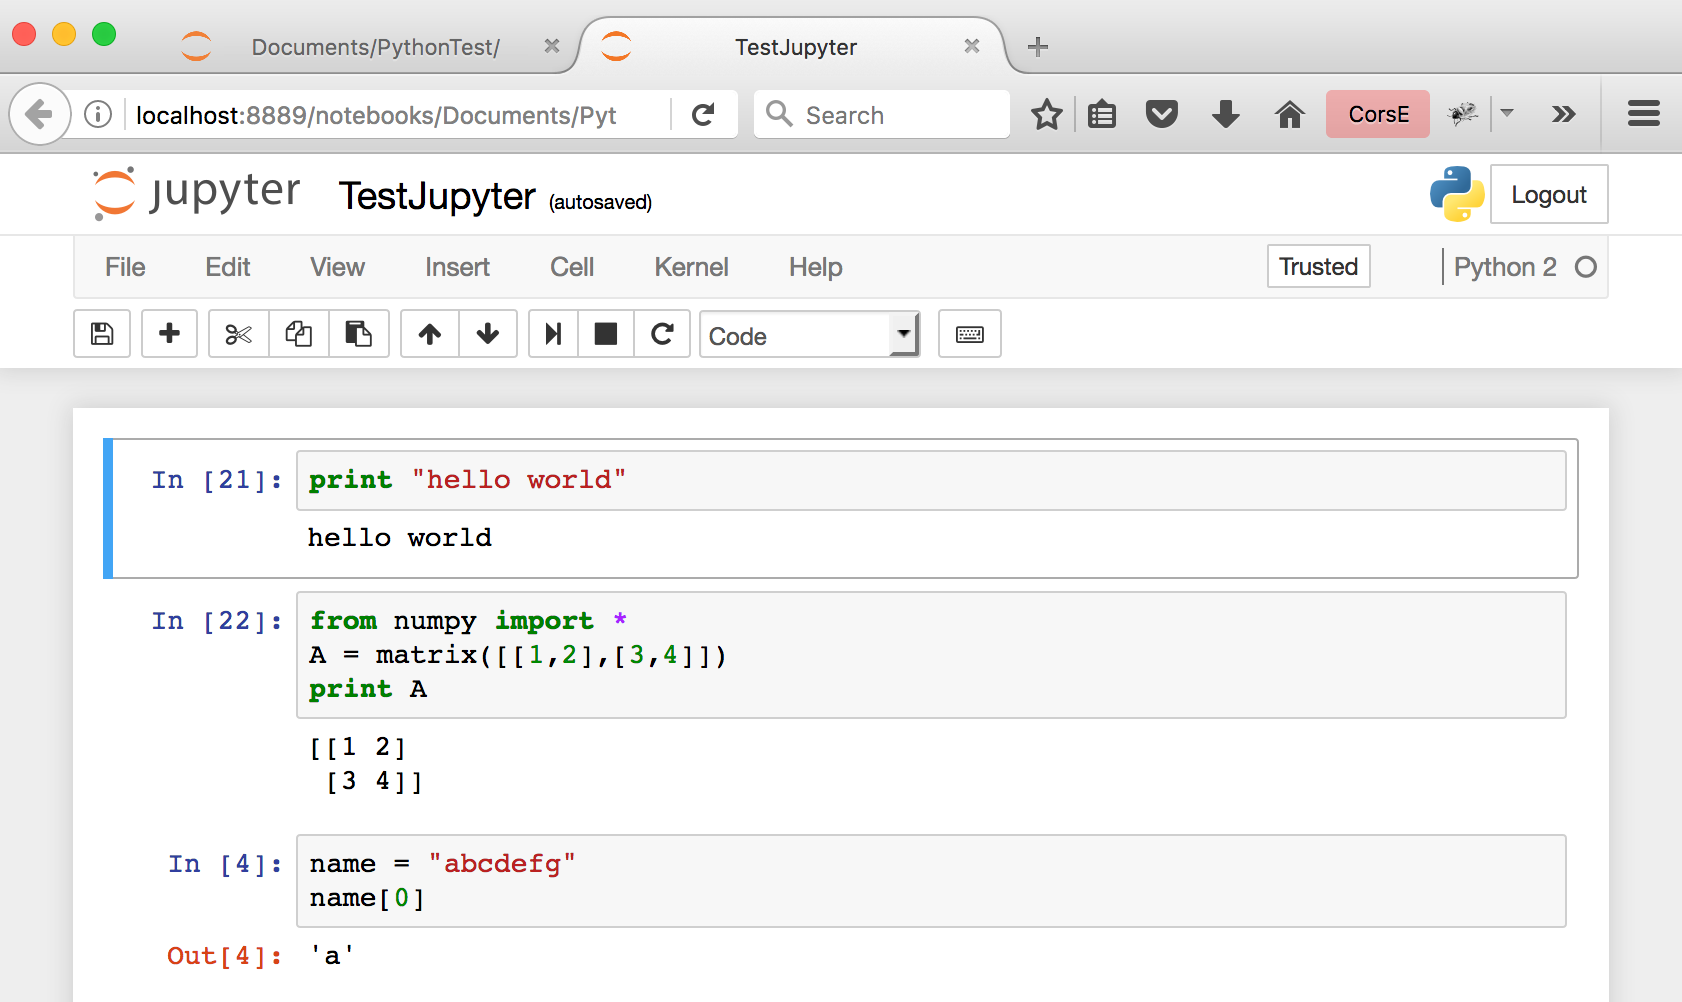 Documents/PythonTest/
TestJupyter
localhost:8889/notebooks/Documents/Pyt
Search
CorsE
jupyter TestJupyter (autosaved)
Logout
File Edit View Insert Cell Kernel Help
Trusted
Python 2
Code
In [21]: print "hello world"
hello world
In [22]: from numpy import *
A = matrix([[1,2],[3,4]])
print A
[[1 2]
 [3 4]]
In [4]: name = "abcdefg"
name[0]
Out[4]: 'a'